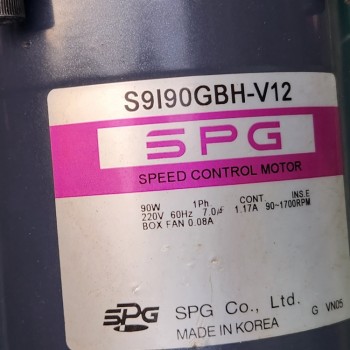 S9I90GBH-V12
SPG
SPEED CONTROL MOTOR
90W 1Ph. CONT. INS.E
220V 60Hz 7.0μ 1.17A 90~1700RPM
BOX FAN 0.08A
SPG SPG Co., Ltd. G VN05
MADE IN KOREA